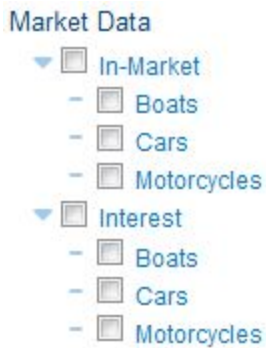 Market Data
In-Market
Boats
Cars
Motorcycles
Interest
Boats
Cars
Motorcycles